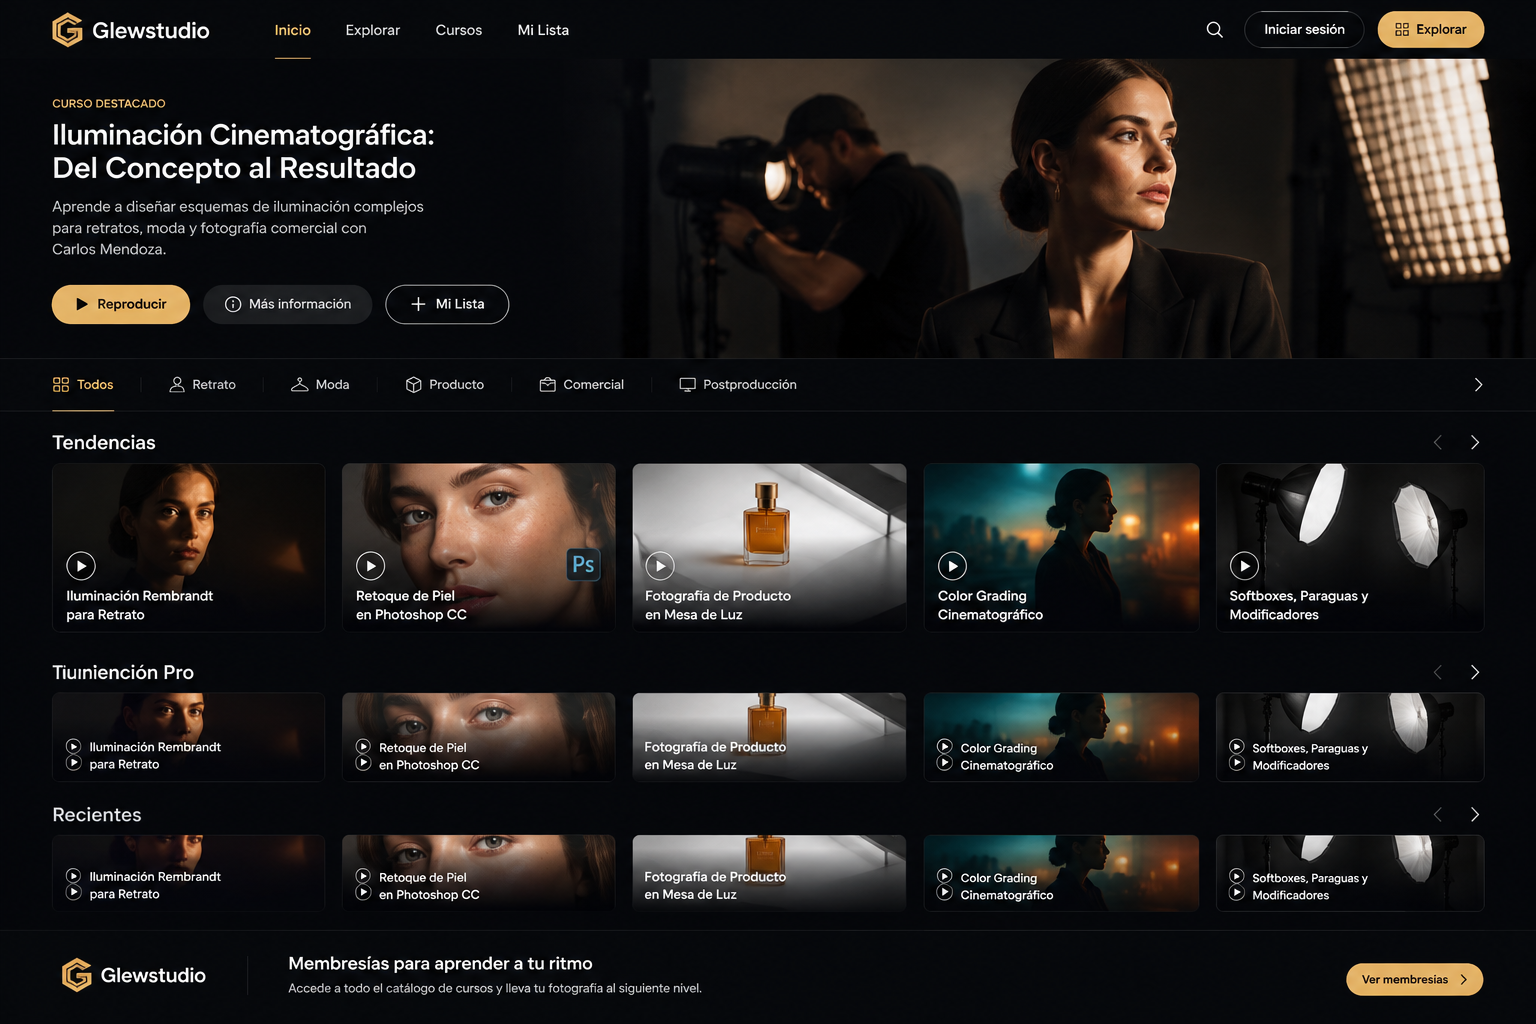 Glewstudio
Inicio
Explorar
Cursos
Mi Lista
Iniciar sesión
Explorar
CURSO DESTACADO
Iluminación Cinematográfica:
Del Concepto al Resultado
Aprende a diseñar esquemas de iluminación complejos
para retratos, moda y fotografía comercial con
Carlos Mendoza.
Reproducir
Más información
Mi Lista
Todos
Retrato
Moda
Producto
Comercial
Postproducción
Tendencias
Iluminación Rembrandt
para Retrato
Ps
Retoque de Piel
en Photoshop CC
Fotografía de Producto
en Mesa de Luz
Color Grading
Cinematográfico
Softboxes, Paraguas y
Modificadores
Tiuniención Pro
Iluminación Rembrandt
para Retrato
Retoque de Piel
en Photoshop CC
Fotografía de Producto
en Mesa de Luz
Color Grading
Cinematográfico
Softboxes, Paraguas y
Modificadores
Recientes
Iluminación Rembrandt
para Retrato
Retoque de Piel
en Photoshop CC
Fotografía de Producto
en Mesa de Luz
Color Grading
Cinematográfico
Softboxes, Paraguas y
Modificadores
Glewstudio
Membresías para aprender a tu ritmo
Accede a todo el catálogo de cursos y lleva tu fotografía al siguiente nivel.
Ver membresías